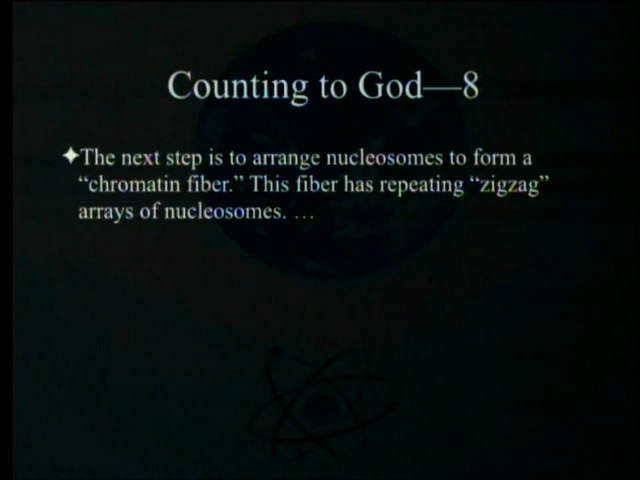 Counting to God—8
✦The next step is to arrange nucleosomes to form a
“chromatin fiber.” This fiber has repeating “zigzag”
arrays of nucleosomes. …